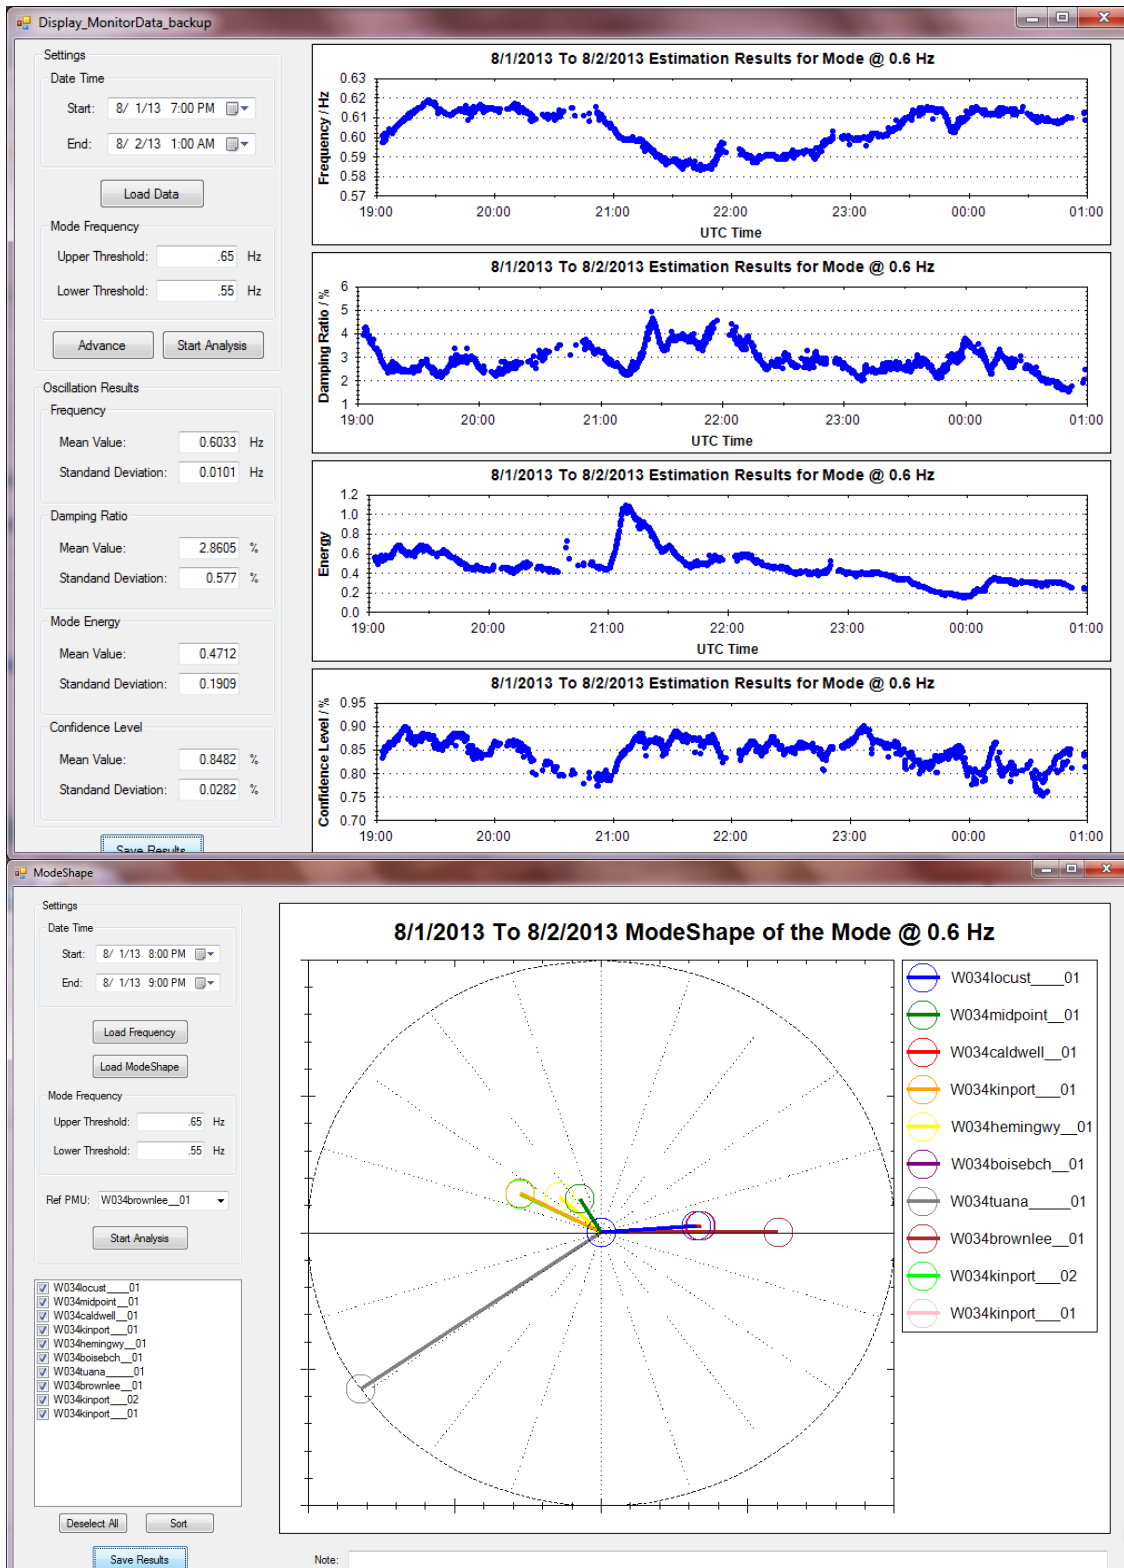 Display_MonitorData_backup
Settings
Date Time
Start: 8/ 1/13 7:00 PM
End: 8/ 2/13 1:00 AM
Load Data
Mode Frequency
Upper Threshold: .65 Hz
Lower Threshold: .55 Hz
Advance Start Analysis
Oscillation Results
Frequency
Mean Value: 0.6033 Hz
Standand Deviation: 0.0101 Hz
Damping Ratio
Mean Value: 2.8605 %
Standand Deviation: 0.577 %
Mode Energy
Mean Value: 0.4712
Standand Deviation: 0.1909
Confidence Level
Mean Value: 0.8482 %
Standand Deviation: 0.0282 %
Save Results
8/1/2013 To 8/2/2013 Estimation Results for Mode @ 0.6 Hz
Frequency / Hz
0.63
0.62
0.61
0.60
0.59
0.58
0.57
19:00 20:00 21:00 22:00 23:00 00:00 01:00
UTC Time
8/1/2013 To 8/2/2013 Estimation Results for Mode @ 0.6 Hz
Damping Ratio / %
6
5
4
3
2
1
19:00 20:00 21:00 22:00 23:00 00:00 01:00
UTC Time
8/1/2013 To 8/2/2013 Estimation Results for Mode @ 0.6 Hz
Energy
1.2
1.0
0.8
0.6
0.4
0.2
0.0
19:00 20:00 21:00 22:00 23:00 00:00 01:00
UTC Time
8/1/2013 To 8/2/2013 Estimation Results for Mode @ 0.6 Hz
Confidence Level / %
0.95
0.90
0.85
0.80
0.75
0.70
19:00 20:00 21:00 22:00 23:00 00:00 01:00
ModeShape
Settings
Date Time
Start: 8/ 1/13 8:00 PM
End: 8/ 1/13 9:00 PM
Load Frequency
Load ModeShape
Mode Frequency
Upper Threshold: .65 Hz
Lower Threshold: .55 Hz
Ref PMU: W034brownlee__01
Start Analysis
W034locust____01
W034midpoint__01
W034caldwell__01
W034kinport___01
W034hemingwy__01
W034boisebch__01
W034tuana_____01
W034brownlee__01
W034kinport___02
W034kinport___01
Deselect All Sort
Save Results
8/1/2013 To 8/2/2013 ModeShape of the Mode @ 0.6 Hz
W034locust____01
W034midpoint__01
W034caldwell__01
W034kinport___01
W034hemingwy__01
W034boisebch__01
W034tuana_____01
W034brownlee__01
W034kinport___02
W034kinport___01
Note: